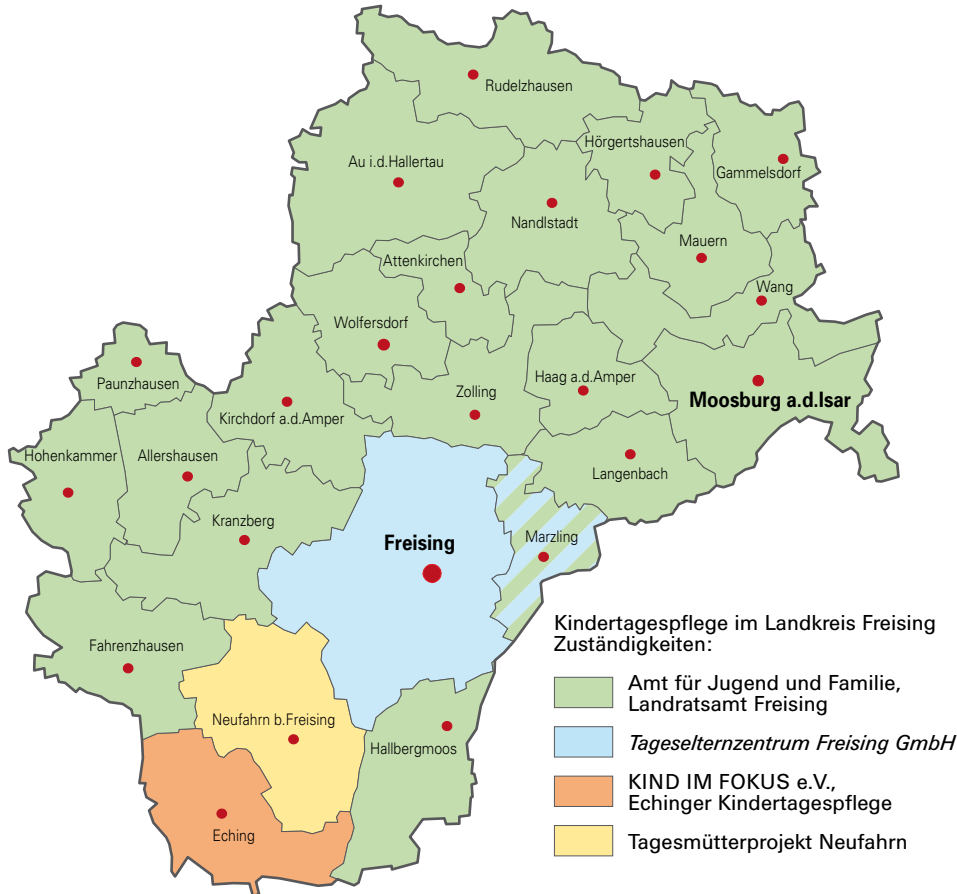 Rudelzhausen
Hörgertshausen
Au i.d.Hallertau
Gammelsdorf
Nandlstadt
Mauern
Attenkirchen
Wang
Wolfersdorf
Haag a.d.Amper
Paunzhausen
Zolling
Moosburg a.d.Isar
Kirchdorf a.d.Amper
Hohenkammer
Allershausen
Langenbach
Kranzberg
Freising
Marzling
Fahrenzhausen
Neufahrn b.Freising
Hallbergmoos
Eching
Kindertagespflege im Landkreis Freising
Zuständigkeiten:
Amt für Jugend und Familie,
Landratsamt Freising
Tageselternzentrum Freising GmbH
KIND IM FOKUS e.V.,
Echinger Kindertagespflege
Tagesmütterprojekt Neufahrn